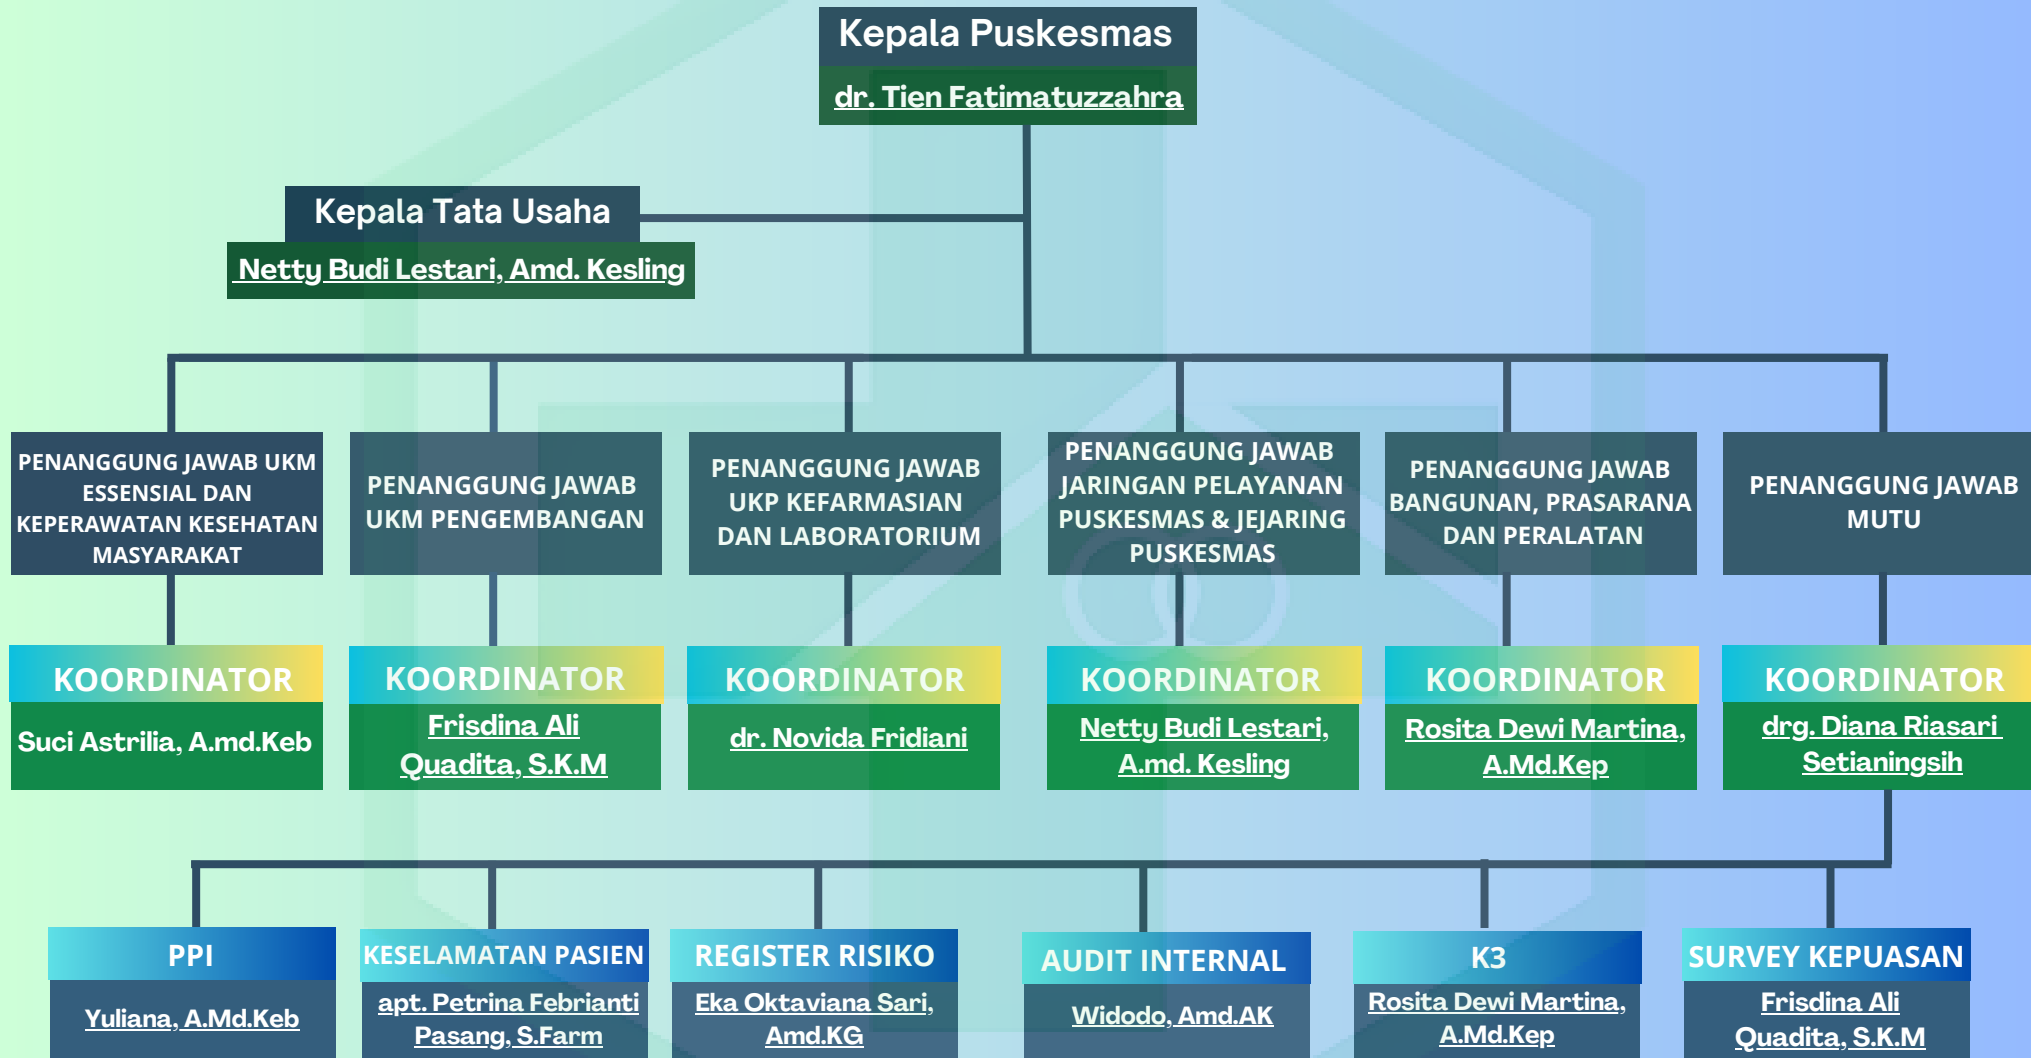 Kepala Puskesmas
dr. Tien Fatimatuzzahra
Kepala Tata Usaha
Netty Budi Lestari, Amd. Kesling
PENANGGUNG JAWAB UKM
ESSENSIAL DAN
KEPERAWATAN KESEHATAN
MASYARAKAT
PENANGGUNG JAWAB
UKM PENGEMBANGAN
PENANGGUNG JAWAB
UKP KEFARMASIAN
DAN LABORATORIUM
PENANGGUNG JAWAB
JARINGAN PELAYANAN
PUSKESMAS & JEJARING
PUSKESMAS
PENANGGUNG JAWAB
BANGUNAN, PRASARANA
DAN PERALATAN
PENANGGUNG JAWAB
MUTU
KOORDINATOR
Suci Astrilia, A.md.Keb
KOORDINATOR
Frisdina Ali
Quadita, S.K.M
KOORDINATOR
dr. Novida Fridiani
KOORDINATOR
Netty Budi Lestari,
A.md. Kesling
KOORDINATOR
Rosita Dewi Martina,
A.Md.Kep
KOORDINATOR
drg. Diana Riasari
Setianingsih
PPI
Yuliana, A.Md.Keb
KESELAMATAN PASIEN
apt. Petrina Febrianti
Pasang, S.Farm
REGISTER RISIKO
Eka Oktaviana Sari,
Amd.KG
AUDIT INTERNAL
Widodo, Amd.AK
K3
Rosita Dewi Martina,
A.Md.Kep
SURVEY KEPUASAN
Frisdina Ali
Quadita, S.K.M